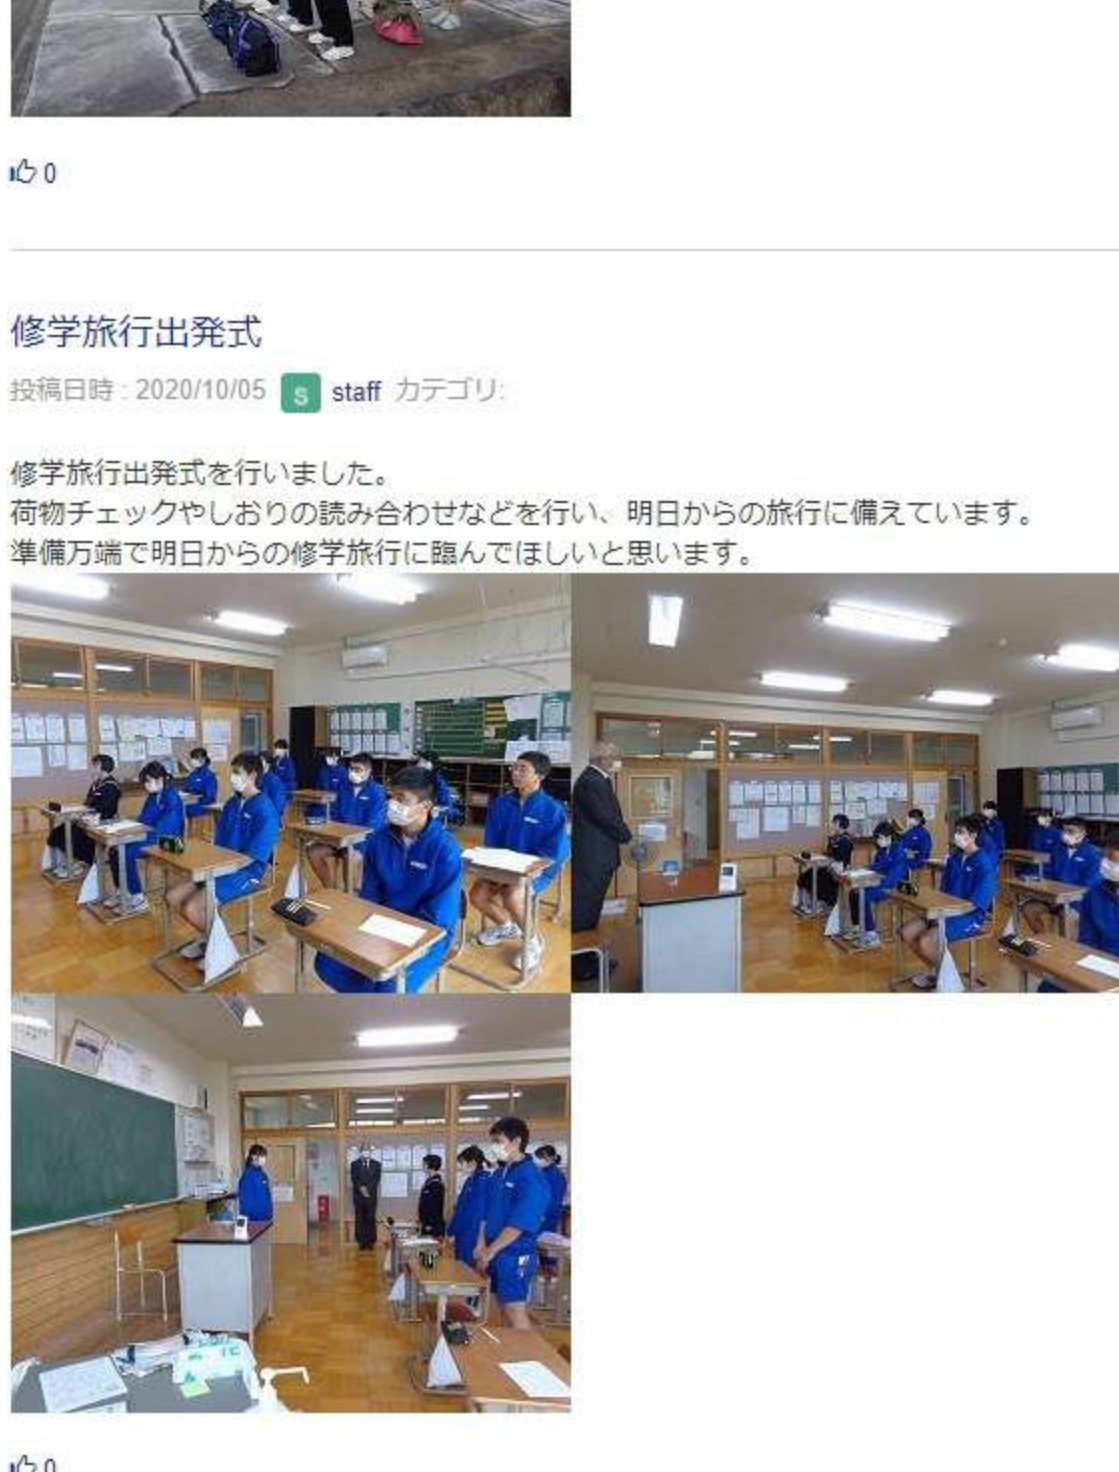 0
修学旅行出発式
投稿日時 : 2020/10/05 s staff カテゴリ:
修学旅行出発式を行いました。
荷物チェックやしおりの読み合わせなどを行い、明日からの旅行に備えています。
準備万端で明日からの修学旅行に臨んでほしいと思います。
0